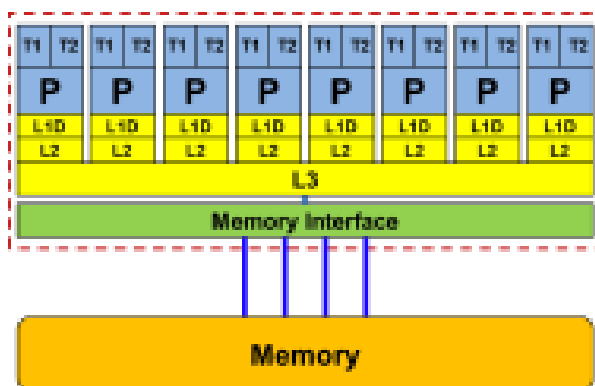 T1 T2 T1 T2 T1 T2 T1 T2 T1 T2 T1 T2 T1 T2 T1 T2
P P P P P P P P
L1D L1D L1D L1D L1D L1D L1D L1D
L2 L2 L2 L2 L2 L2 L2 L2
L3
Memory Interface
Memory